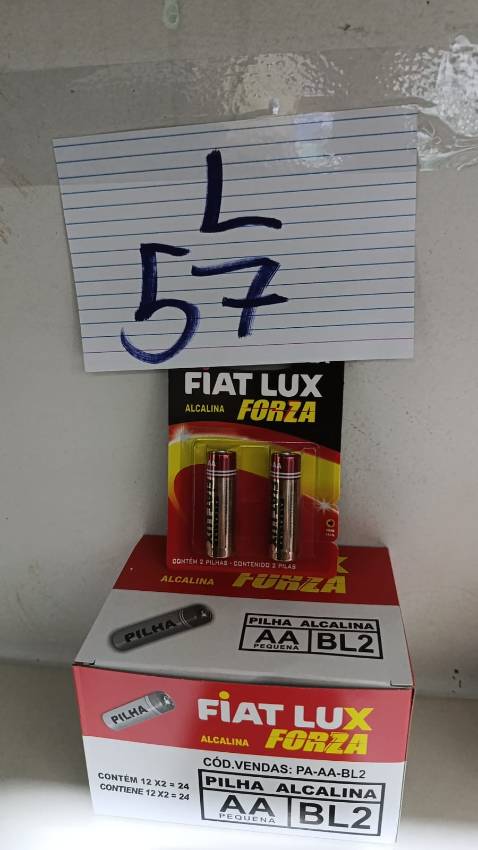 L
57
FiAT LUX
ALCALINA FORZA
AA AA
CONTÉM 2 PILHAS - CONTENIDO 2 PILAS
ALCALINA FORZA
PILHA
PILHA ALCALINA
AA BL2
PEQUENA
PILHA
FiAT LUX
ALCALINA FORZA
CÓD.VENDAS: PA-AA-BL2
CONTÉM 12 X2 = 24
CONTIENE 12 X2 = 24
PILHA ALCALINA
AA BL2
PEQUENA